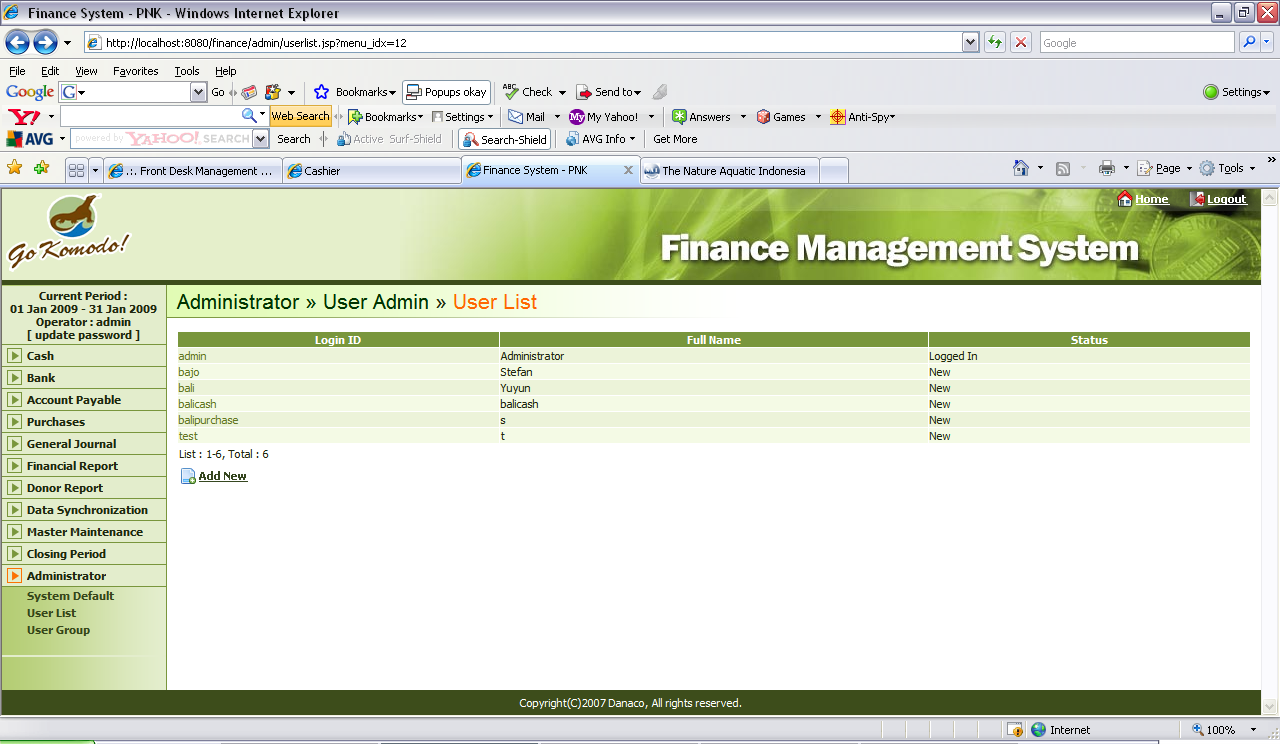 Finance System - PNK - Windows Internet Explorer
http://localhost:8080/finance/admin/userlist.jsp?menu_idx=12
Google
File Edit View Favorites Tools Help
Google G Go Bookmarks Popups okay ABC Check Send to Settings
Y! Web Search Bookmarks Settings Mail My My Yahoo! Answers Games Anti-Spy
AVG powered by YAHOO! SEARCH Search Active Surf-Shield Search-Shield AVG Info Get More
.:. Front Desk Management ... Cashier Finance System - PNK The Nature Aquatic Indonesia Page Tools
Home Logout
Go Komodo!
Finance Management System
Current Period :
01 Jan 2009 - 31 Jan 2009
Operator : admin
[ update password ]
Cash
Bank
Account Payable
Purchases
General Journal
Financial Report
Donor Report
Data Synchronization
Master Maintenance
Closing Period
Administrator
System Default
User List
User Group
Administrator » User Admin » User List
Login ID Full Name Status
admin Administrator Logged In
bajo Stefan New
bali Yuyun New
balicash balicash New
balipurchase s New
test t New
List : 1-6, Total : 6
Add New
Copyright(C)2007 Danaco, All rights reserved.
Internet 100%